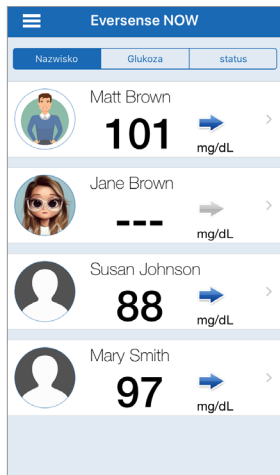 Eversense NOW
Nazwisko Glukoza status
Matt Brown
101
mg/dL
Jane Brown
---
mg/dL
Susan Johnson
88
mg/dL
Mary Smith
97
mg/dL